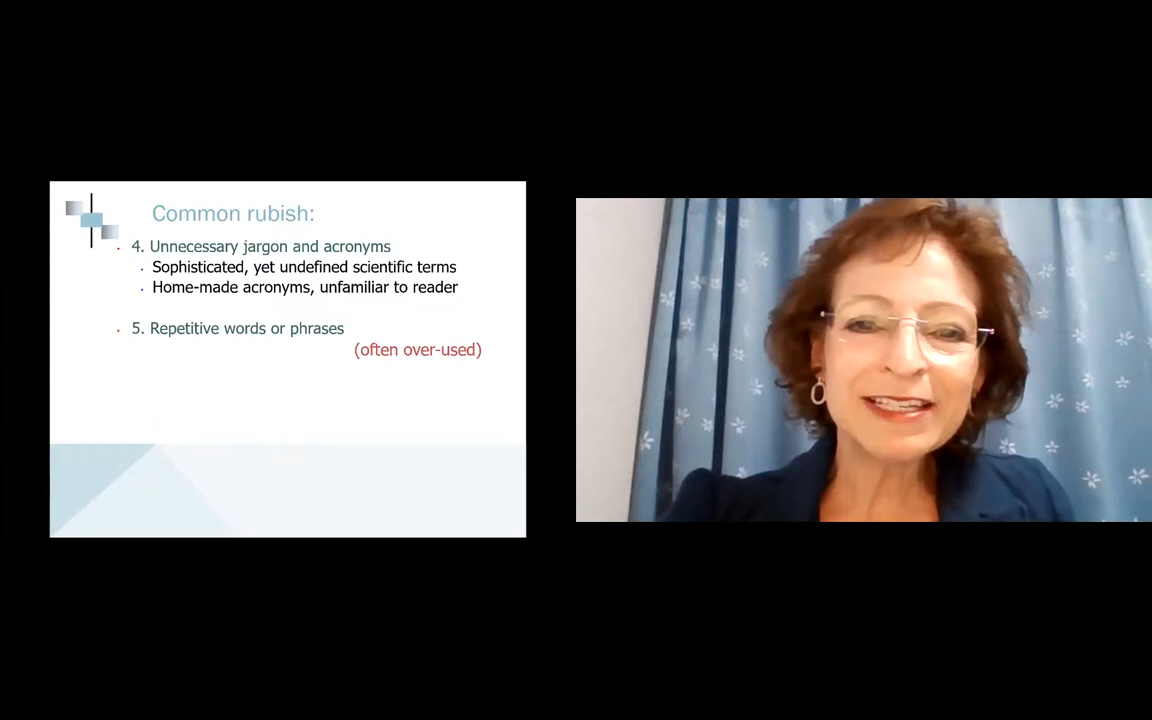 Common rubish:
4. Unnecessary jargon and acronyms
Sophisticated, yet undefined scientific terms
Home-made acronyms, unfamiliar to reader
5. Repetitive words or phrases
(often over-used)